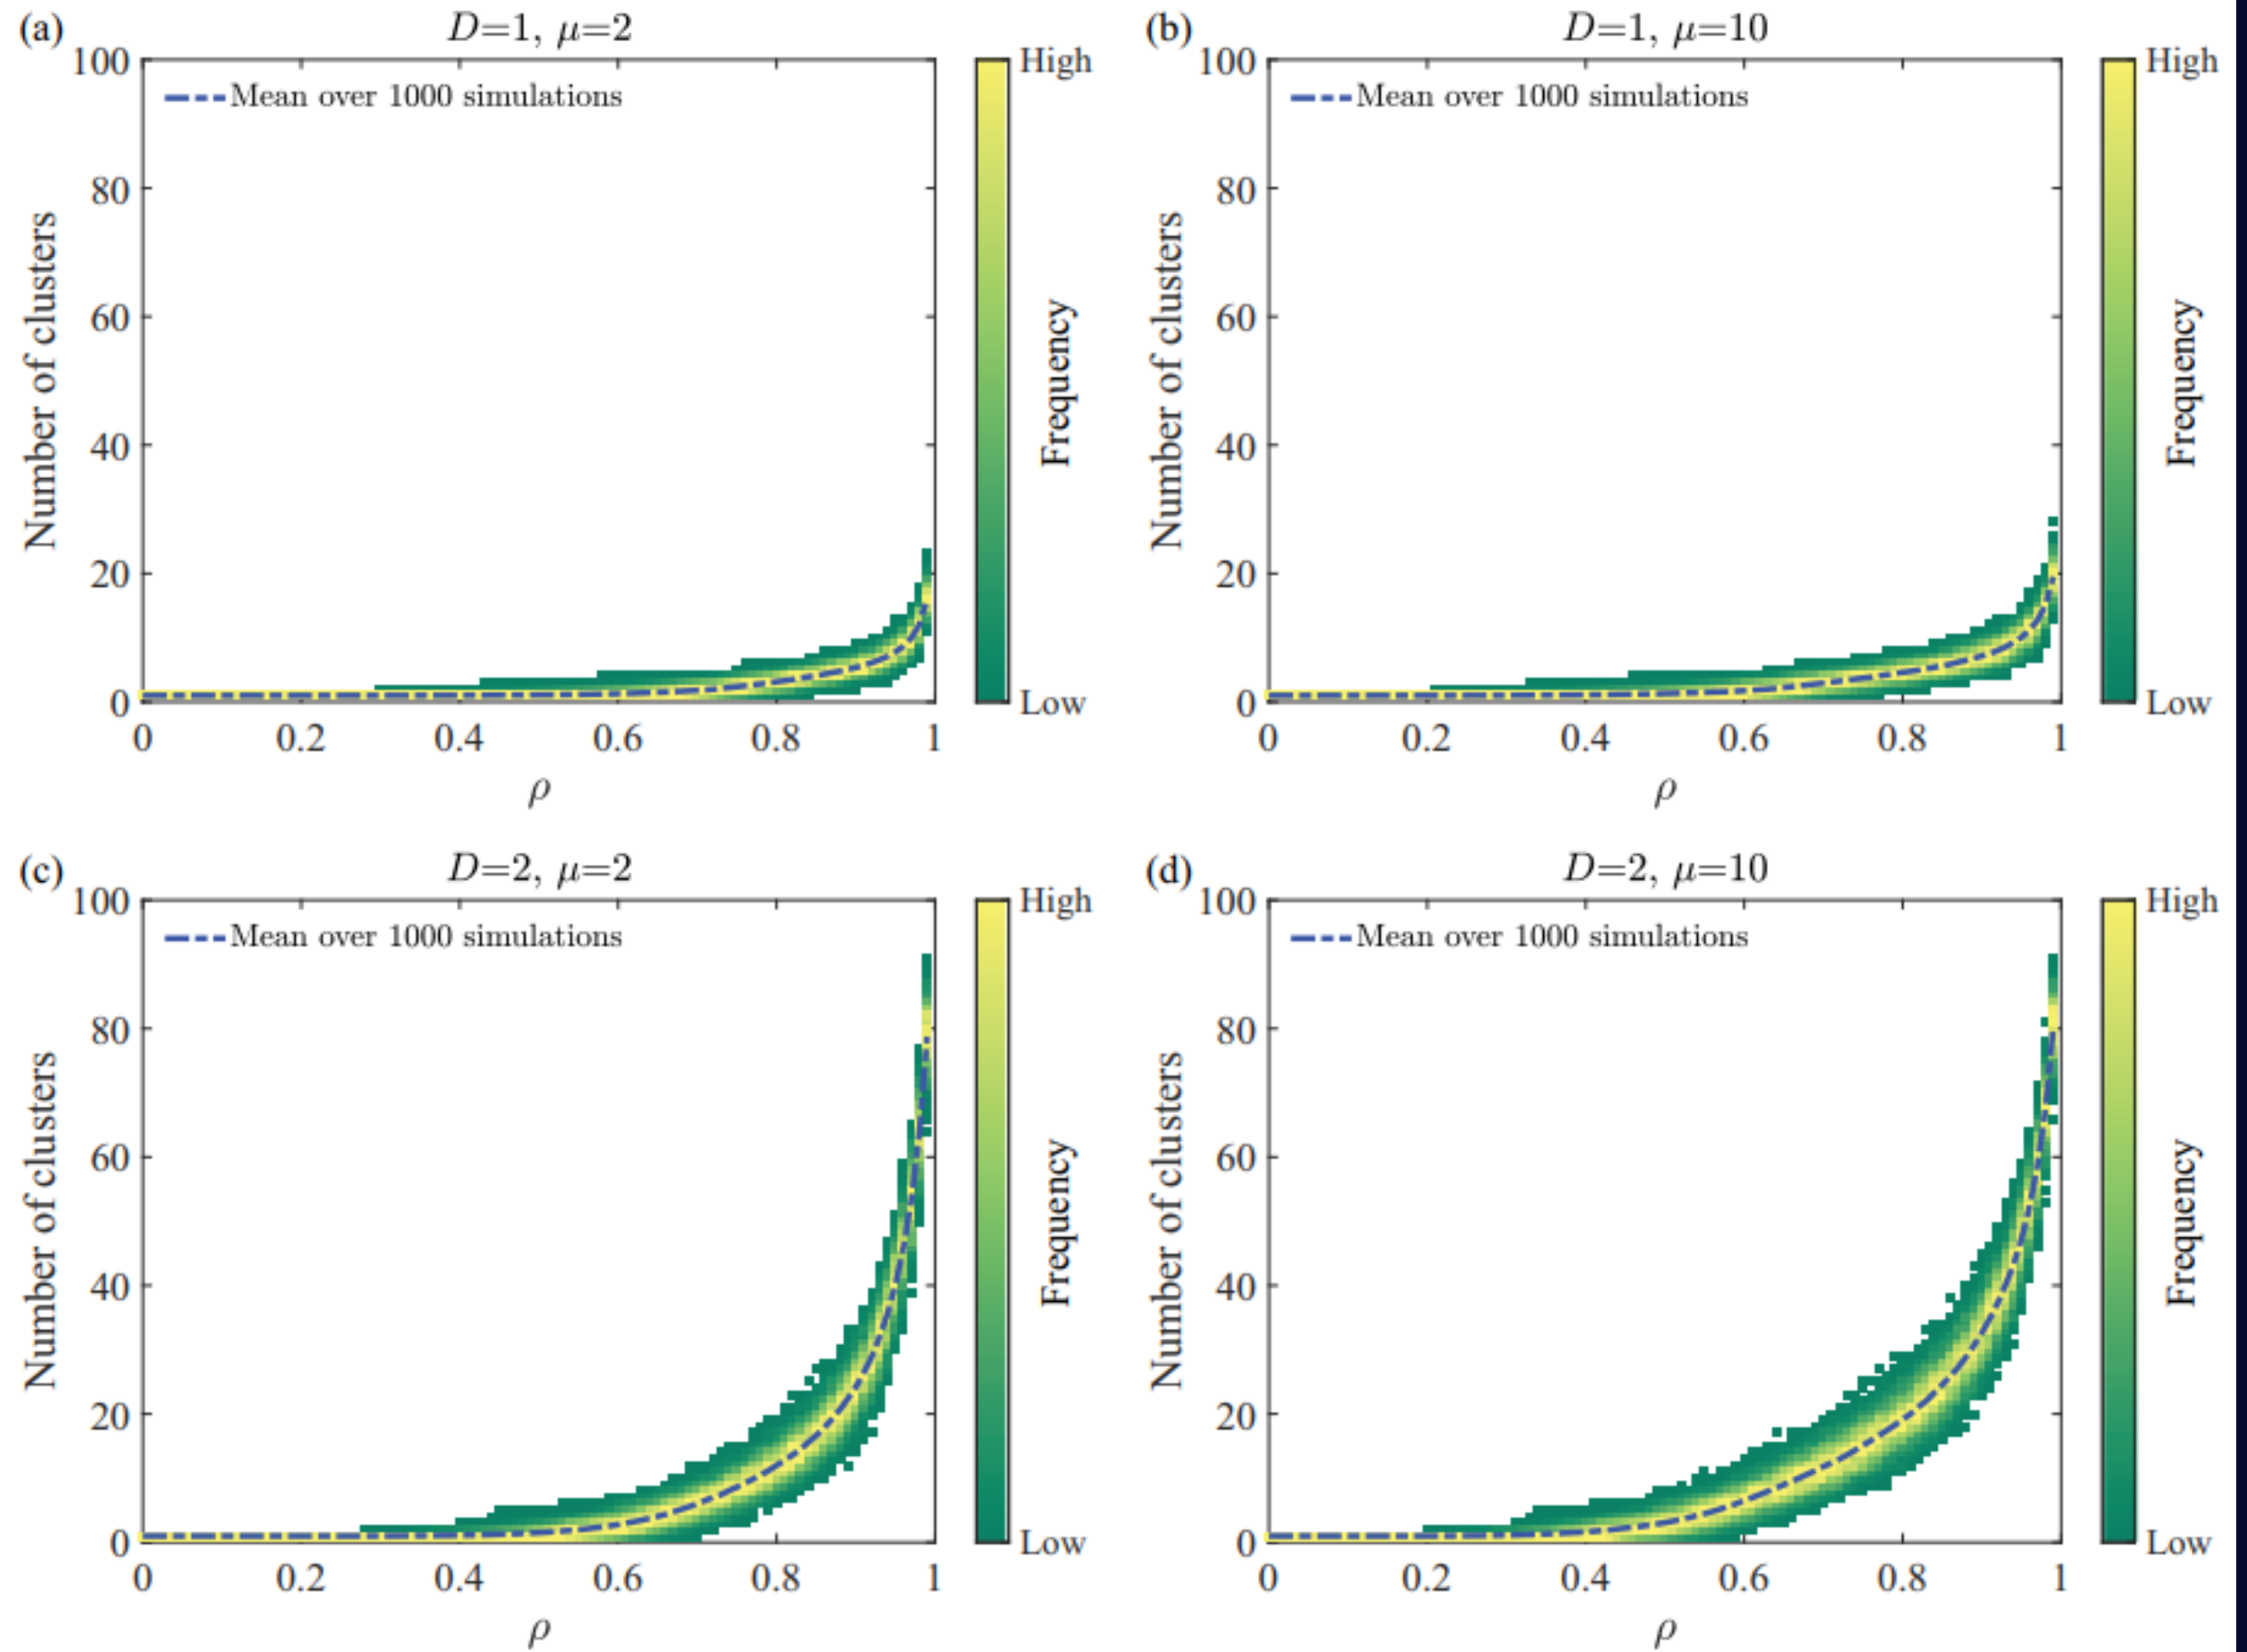 (a)
D=1, μ=2
100
80
60
40
20
0
Number of clusters
Mean over 1000 simulations
0 0.2 0.4 0.6 0.8 1
ρ
High
Frequency
Low
(b)
D=1, μ=10
100
80
60
40
20
0
Number of clusters
Mean over 1000 simulations
0 0.2 0.4 0.6 0.8 1
ρ
High
Frequency
Low
(c)
D=2, μ=2
100
80
60
40
20
0
Number of clusters
Mean over 1000 simulations
0 0.2 0.4 0.6 0.8 1
ρ
High
Frequency
Low
(d)
D=2, μ=10
100
80
60
40
20
0
Number of clusters
Mean over 1000 simulations
0 0.2 0.4 0.6 0.8 1
ρ
High
Frequency
Low